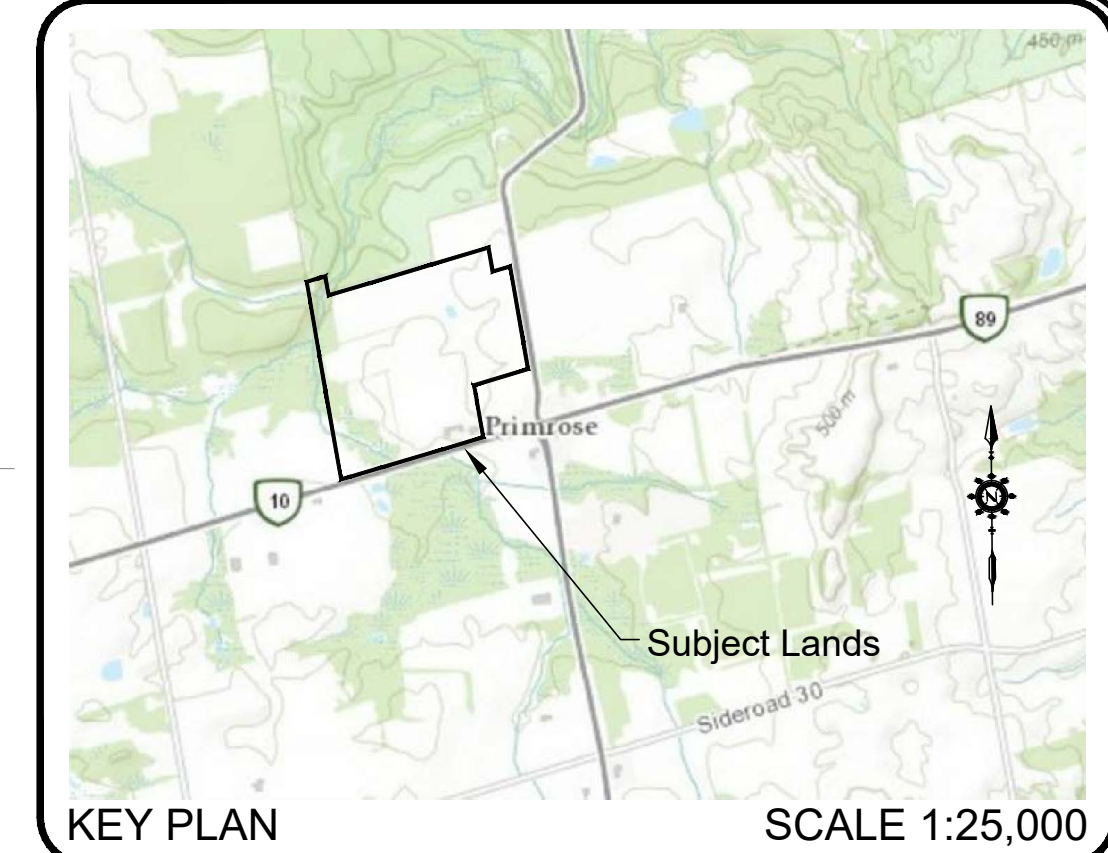 450 m
89
Primrose
500 m
10
N
Subject Lands
Sideroad 30
KEY PLAN
SCALE 1:25,000